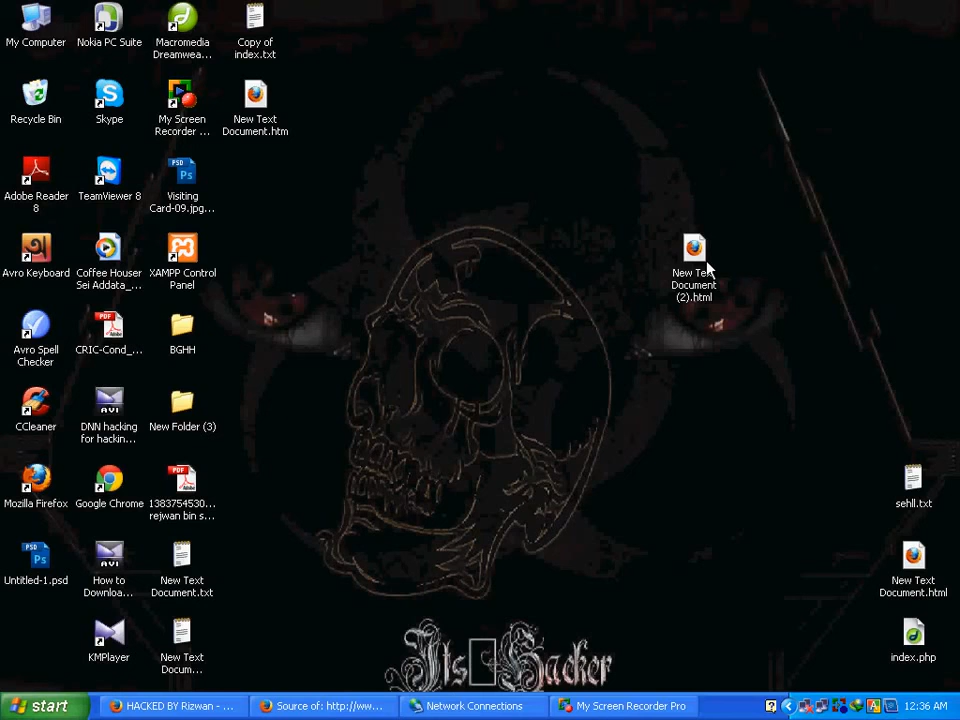 My Computer
Nokia PC Suite
Macromedia
Dreamwea...
Copy of
index.txt
Recycle Bin
Skype
My Screen
Recorder ...
New Text
Document.htm
Adobe Reader
8
TeamViewer 8
Visiting
Card-09.jpg...
Avro Keyboard
Coffee Houser
Sei Addata_...
XAMPP Control
Panel
New Tex
Document
(2).html
Avro Spell
Checker
CRIC-Cond_...
BGHH
CCleaner
DNN hacking
for hackin...
New Folder (3)
Mozilla Firefox
Google Chrome
1383754530...
rejwan bin s...
sehll.txt
Untitled-1.psd
How to
Downloa...
New Text
Document.txt
New Text
Document.html
KMPlayer
New Text
Docum...
index.php
Its Hacker
start
HACKED BY Rizwan - ...
Source of: http://ww...
Network Connections
My Screen Recorder Pro
12:36 AM